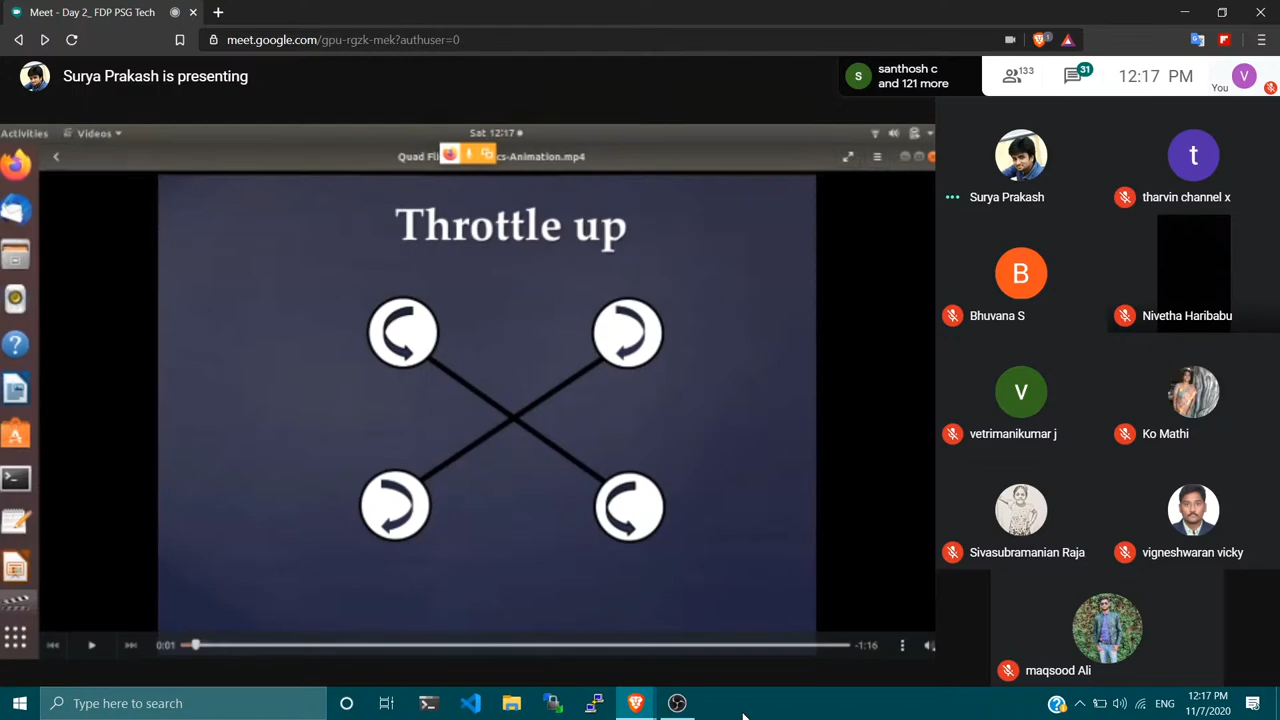 Meet - Day 2_ FDP PSG Tech
meet.google.com/gpu-rgzk-mek?authuser=0
Surya Prakash is presenting
S
santhosh c
and 121 more
133
31
12:17 PM
You
V
Activities
Videos
Sat 12:17
Quad Fli cs-Animation.mp4
Throttle up
0:01
-1:16
Surya Prakash
t
tharvin channel x
B
Bhuvana S
Nivetha Haribabu
V
vetrimanikumar j
Ko Mathi
Sivasubramanian Raja
vigneshwaran vicky
maqsood Ali
Type here to search
ENG
12:17 PM
11/7/2020